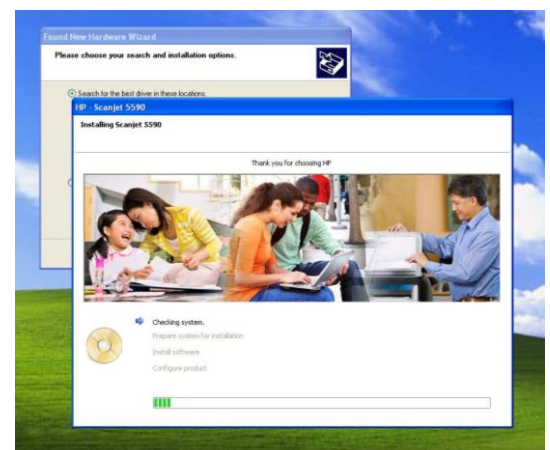 Found New Hardware Wizard
Please choose your search and installation options.
Search for the best driver in these locations.
HP - Scanjet 5590
Installing Scanjet 5590
Thank you for choosing HP
Checking system.
Prepare system for installation
Install software
Configure product